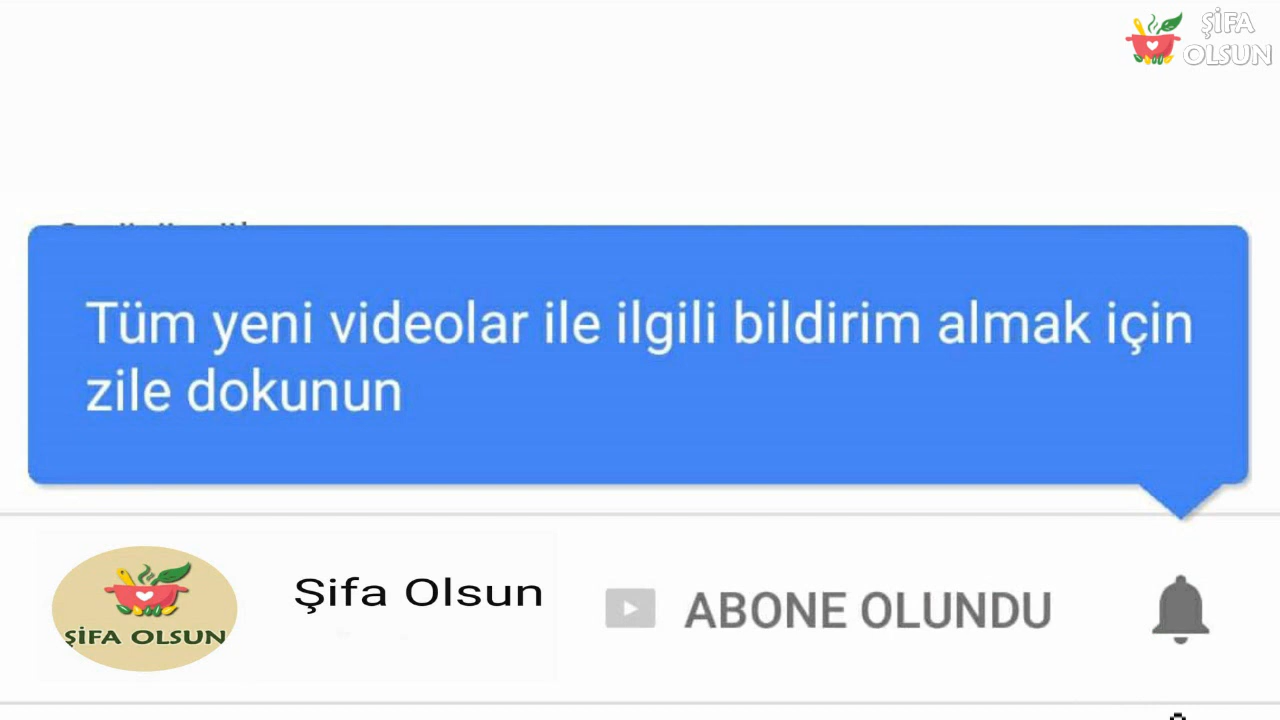 ŞİFA
OLSUN
Tüm yeni videolar ile ilgili bildirim almak için
zile dokunun
ŞİFA OLSUN
Şifa Olsun
ABONE OLUNDU